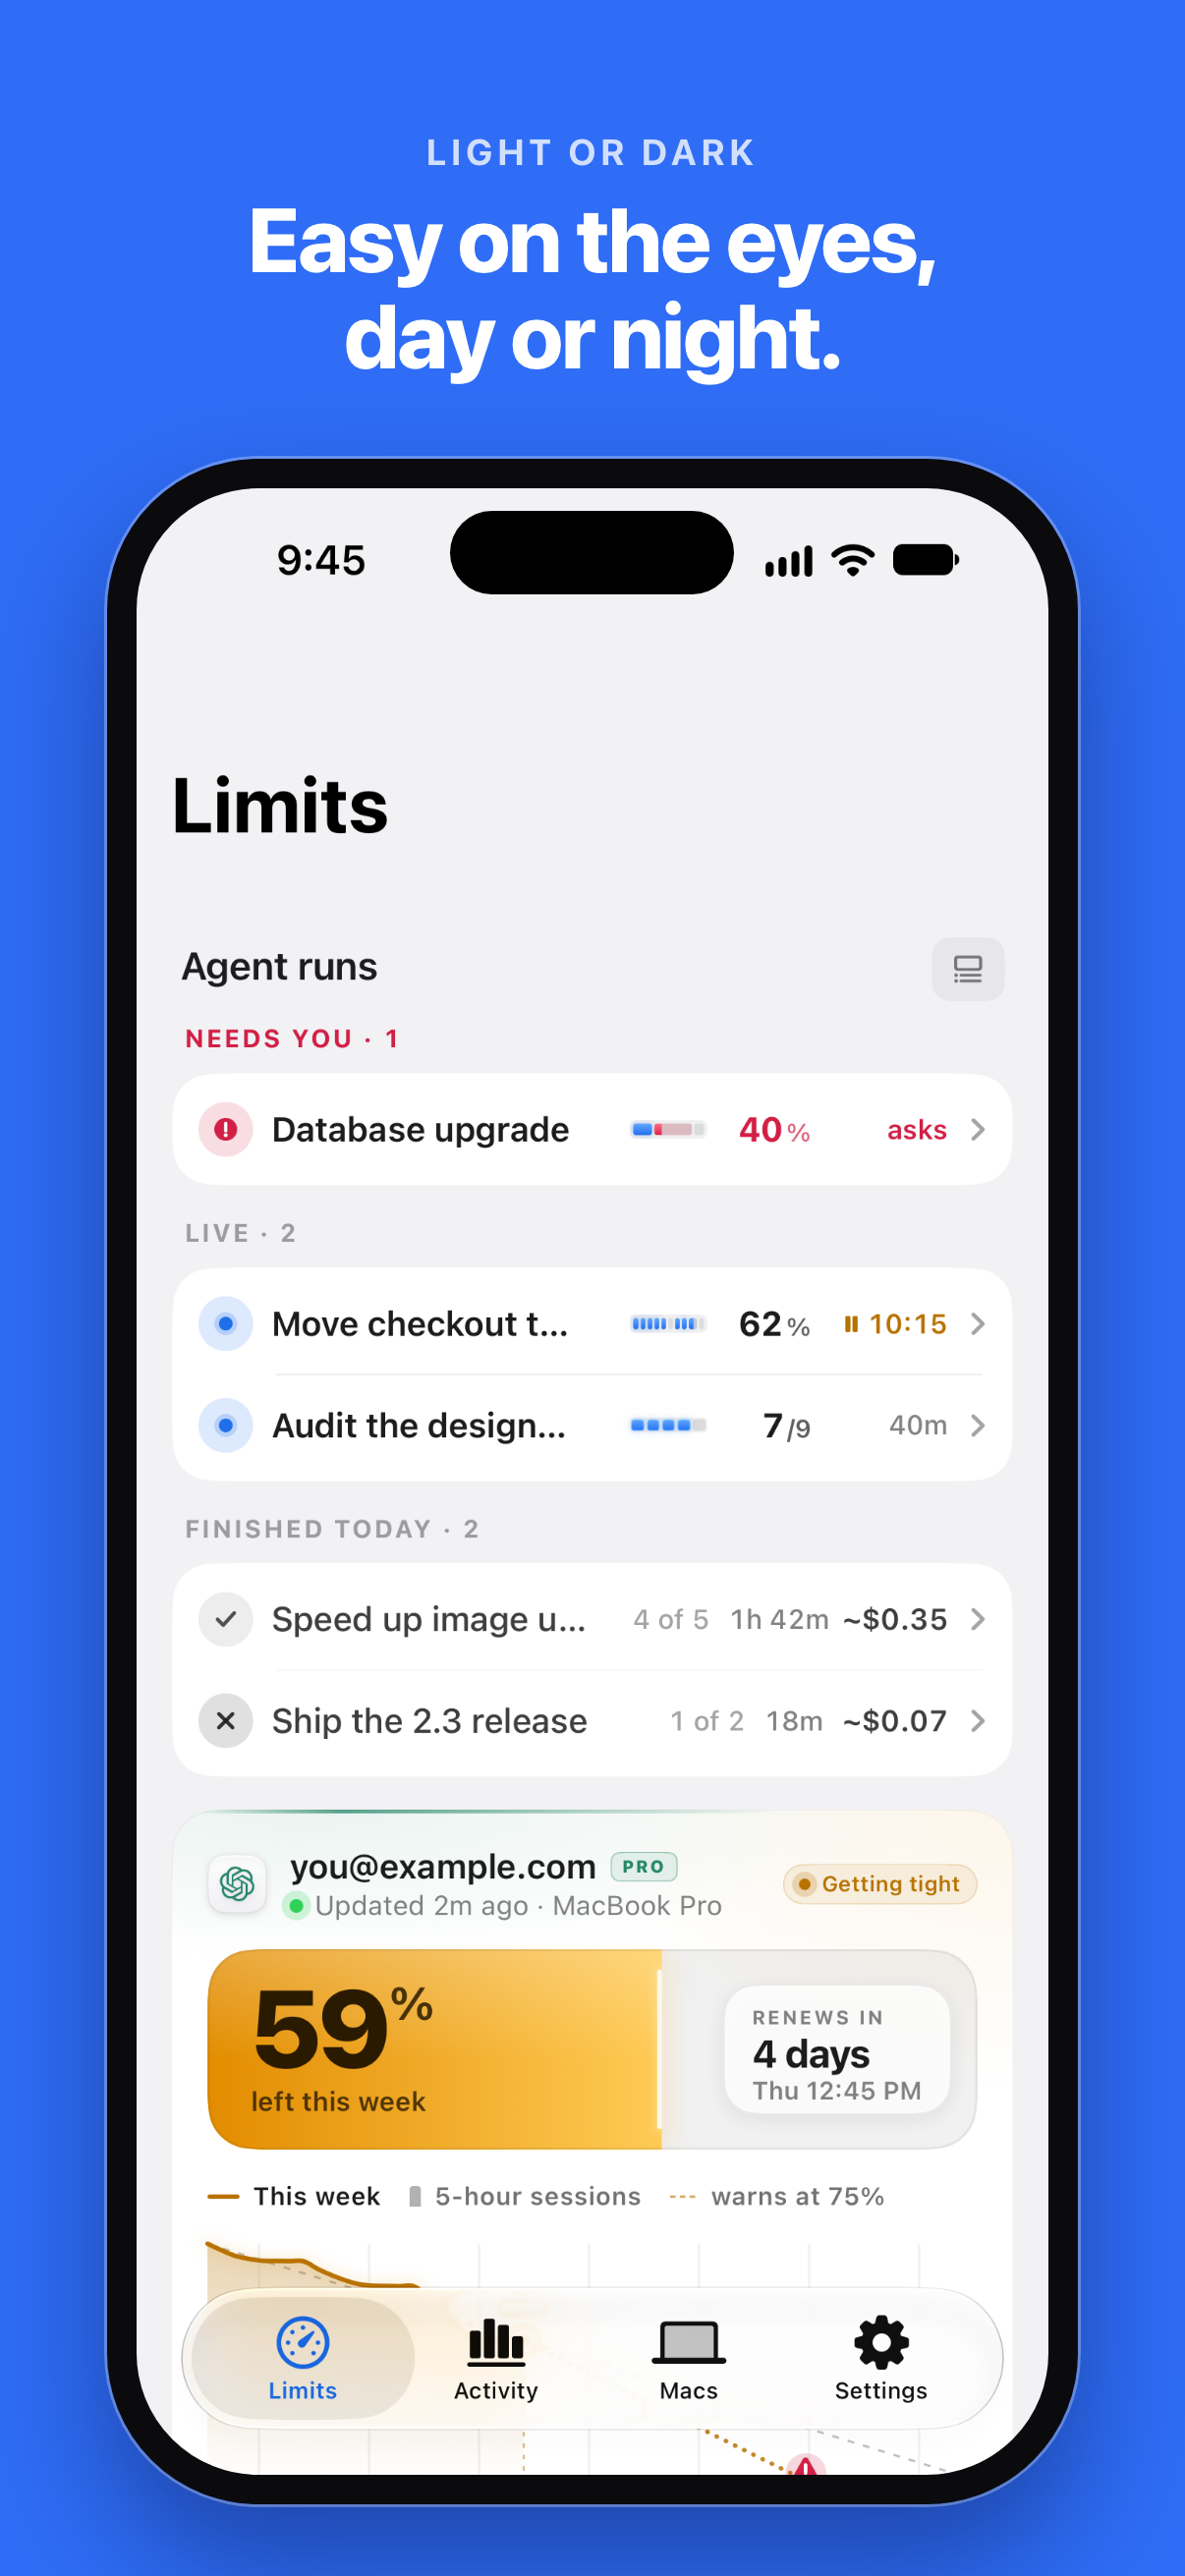 LIGHT OR DARK
Easy on the eyes,
day or night.
9:45
Limits
Agent runs
NEEDS YOU · 1
Database upgrade 40% asks
LIVE · 2
Move checkout t... 62% 10:15
Audit the design... 7/9 40m
FINISHED TODAY · 2
Speed up image u... 4 of 5 1h 42m ~$0.35
Ship the 2.3 release 1 of 2 18m ~$0.07
you@example.com PRO
Getting tight
Updated 2m ago · MacBook Pro
59%
left this week
RENEWS IN
4 days
Thu 12:45 PM
This week 5-hour sessions warns at 75%
Limits Activity Macs Settings